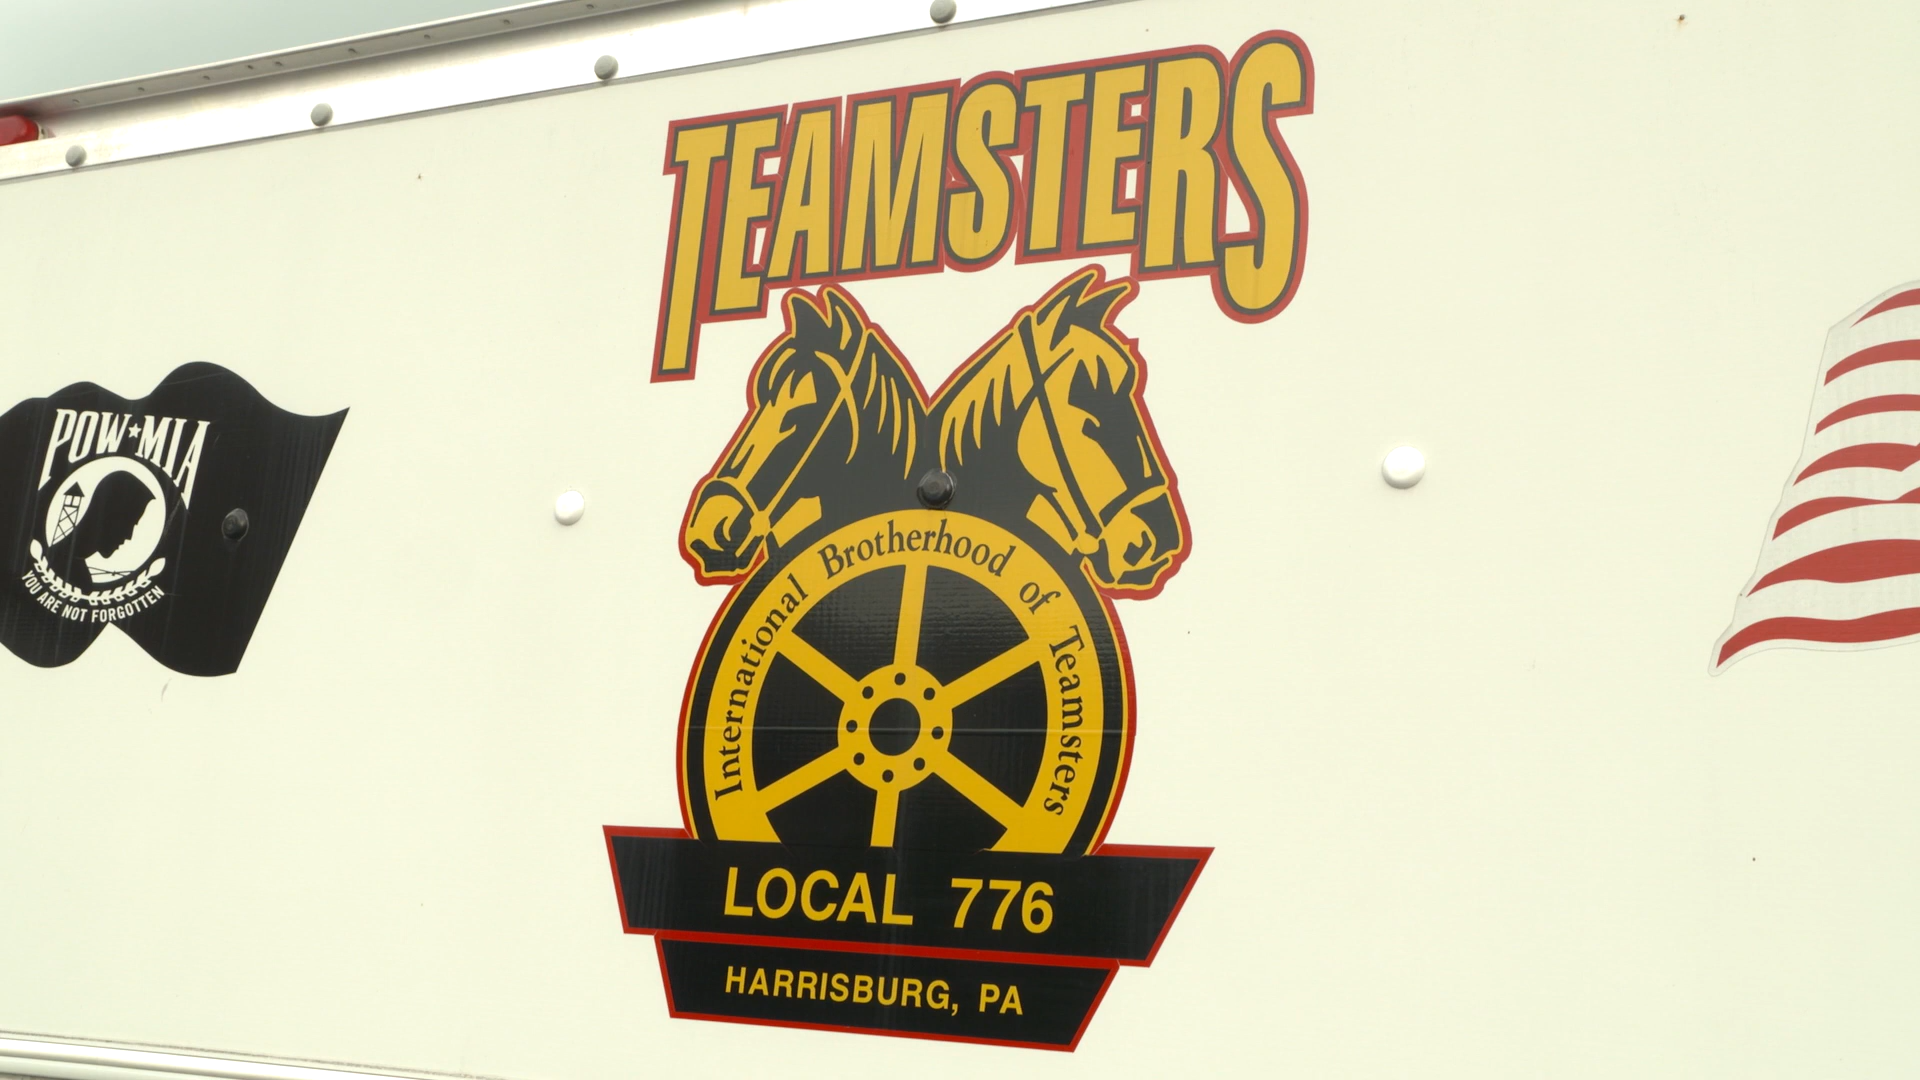 TEAMSTERS
POW★MIA
YOU ARE NOT FORGOTTEN
International Brotherhood of Teamsters
LOCAL 776
HARRISBURG, PA